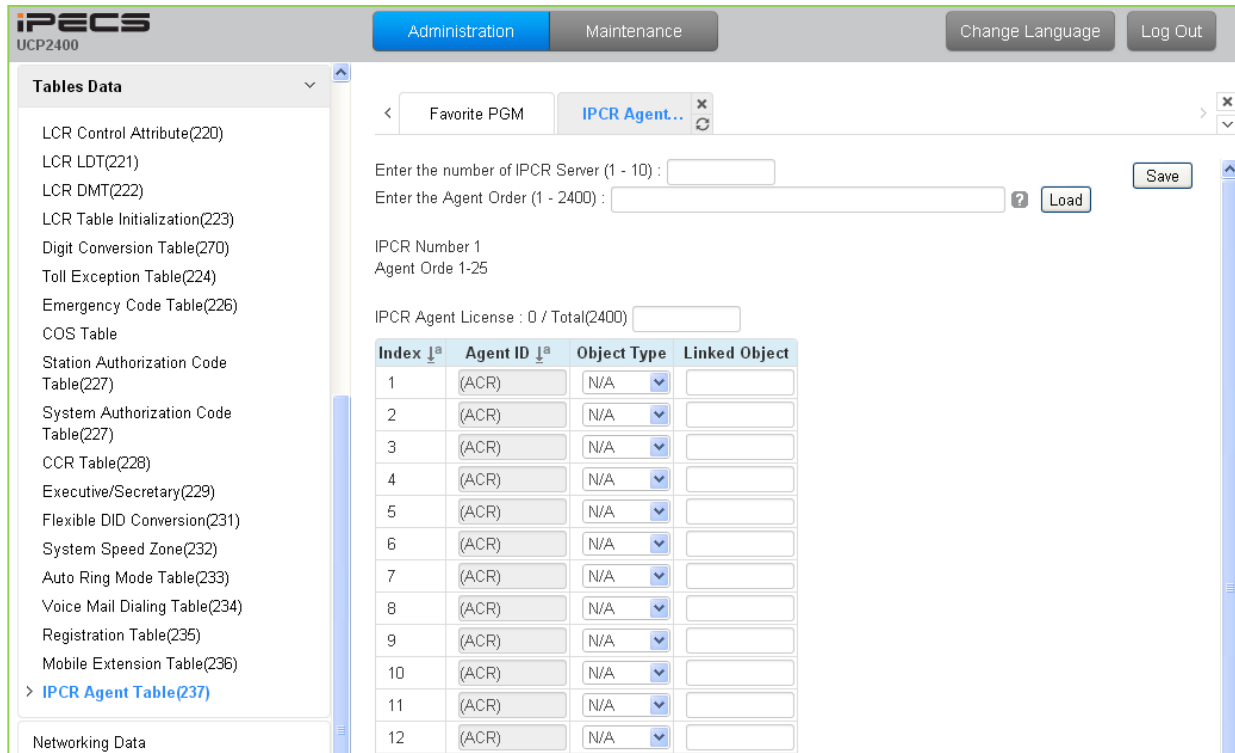 iPECS
UCP2400
Administration
Maintenance
Change Language
Log Out
Tables Data
LCR Control Attribute(220)
LCR LDT(221)
LCR DMT(222)
LCR Table Initialization(223)
Digit Conversion Table(270)
Toll Exception Table(224)
Emergency Code Table(226)
COS Table
Station Authorization Code
Table(227)
System Authorization Code
Table(227)
CCR Table(228)
Executive/Secretary(229)
Flexible DID Conversion(231)
System Speed Zone(232)
Auto Ring Mode Table(233)
Voice Mail Dialing Table(234)
Registration Table(235)
Mobile Extension Table(236)
> IPCR Agent Table(237)
Networking Data
< Favorite PGM IPCR Agent... >
Enter the number of IPCR Server (1 - 10) :
Save
Enter the Agent Order (1 - 2400) : ? Load
IPCR Number 1
Agent Orde 1-25
IPCR Agent License : 0 / Total(2400)
Index Agent ID Object Type Linked Object
1 (ACR) N/A
2 (ACR) N/A
3 (ACR) N/A
4 (ACR) N/A
5 (ACR) N/A
6 (ACR) N/A
7 (ACR) N/A
8 (ACR) N/A
9 (ACR) N/A
10 (ACR) N/A
11 (ACR) N/A
12 (ACR) N/A